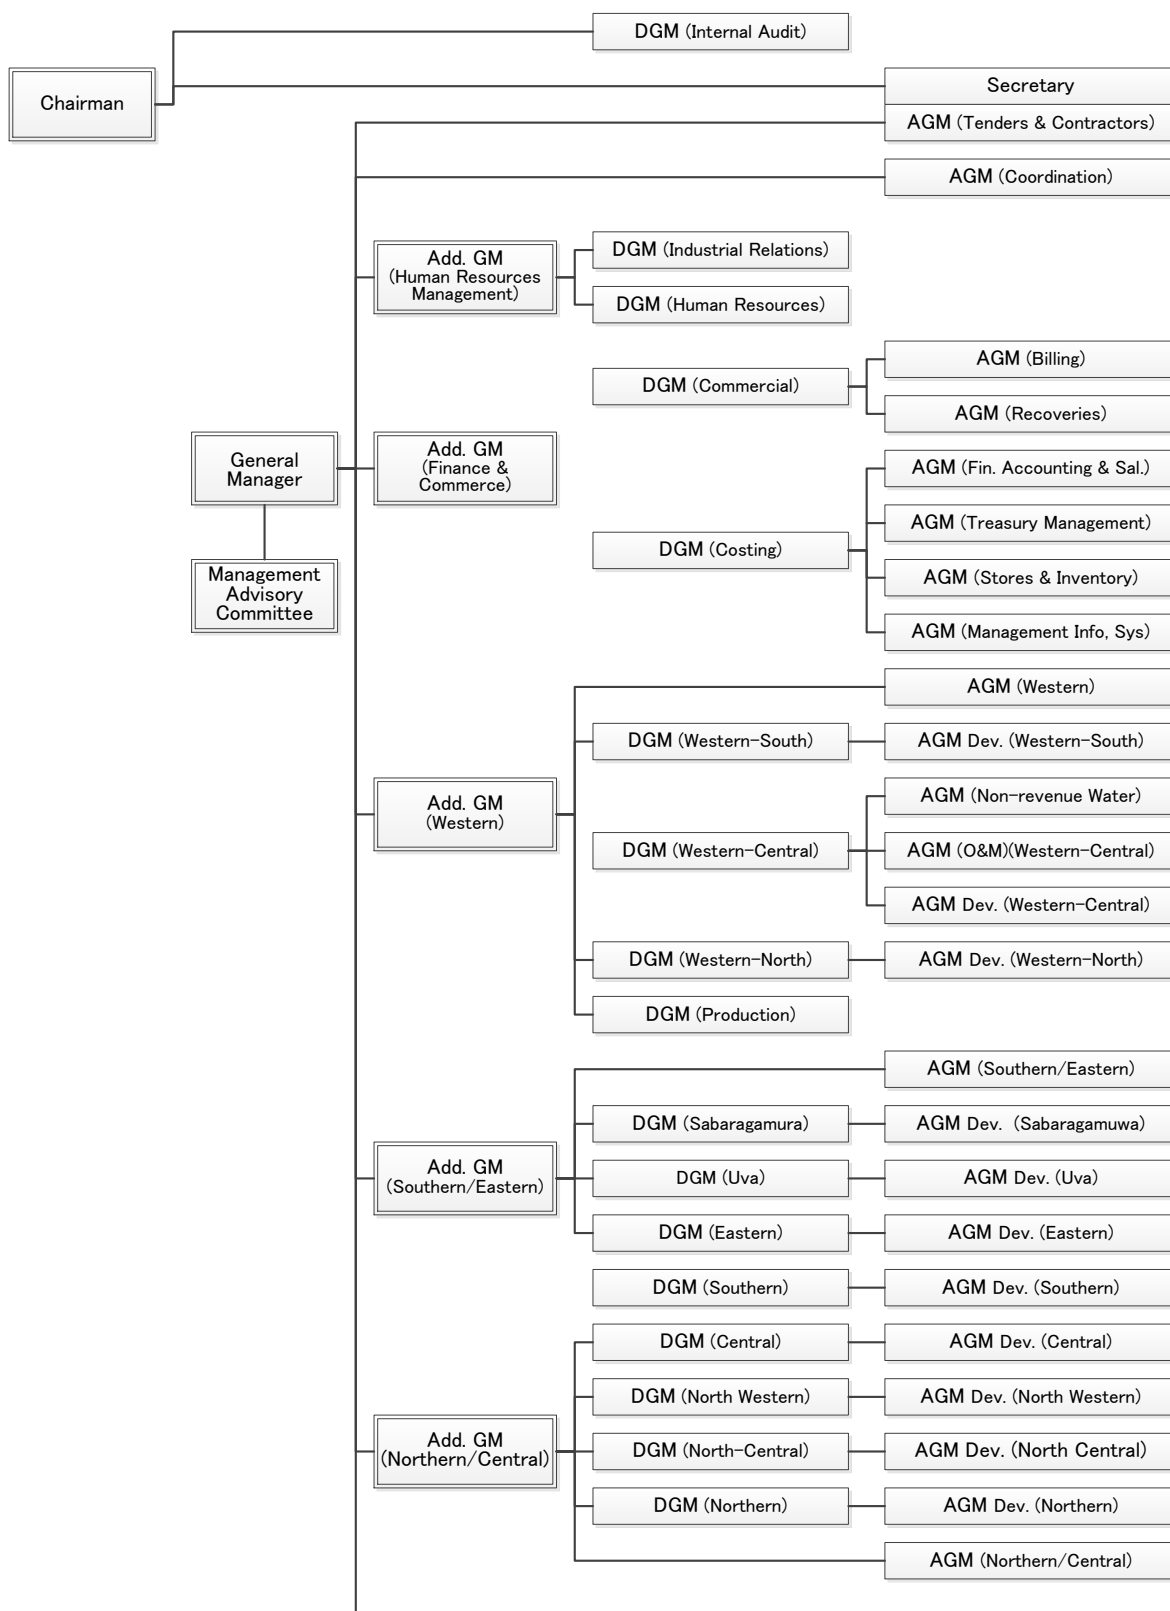 DGM (Internal Audit)
Chairman
Secretary
AGM (Tenders & Contractors)
AGM (Coordination)
Add. GM
(Human Resources
Management)
DGM (Industrial Relations)
DGM (Human Resources)
DGM (Commercial)
AGM (Billing)
AGM (Recoveries)
General
Manager
Add. GM
(Finance &
Commerce)
Management
Advisory
Committee
DGM (Costing)
AGM (Fin. Accounting & Sal.)
AGM (Treasury Management)
AGM (Stores & Inventory)
AGM (Management Info, Sys)
Add. GM
(Western)
AGM (Western)
DGM (Western-South)
AGM Dev. (Western-South)
DGM (Western-Central)
AGM (Non-revenue Water)
AGM (O&M)(Western-Central)
AGM Dev. (Western-Central)
DGM (Western-North)
AGM Dev. (Western-North)
DGM (Production)
Add. GM
(Southern/Eastern)
AGM (Southern/Eastern)
DGM (Sabaragamura)
AGM Dev. (Sabaragamuwa)
DGM (Uva)
AGM Dev. (Uva)
DGM (Eastern)
AGM Dev. (Eastern)
DGM (Southern)
AGM Dev. (Southern)
Add. GM
(Northern/Central)
DGM (Central)
AGM Dev. (Central)
DGM (North Western)
AGM Dev. (North Western)
DGM (North-Central)
AGM Dev. (North Central)
DGM (Northern)
AGM Dev. (Northern)
AGM (Northern/Central)